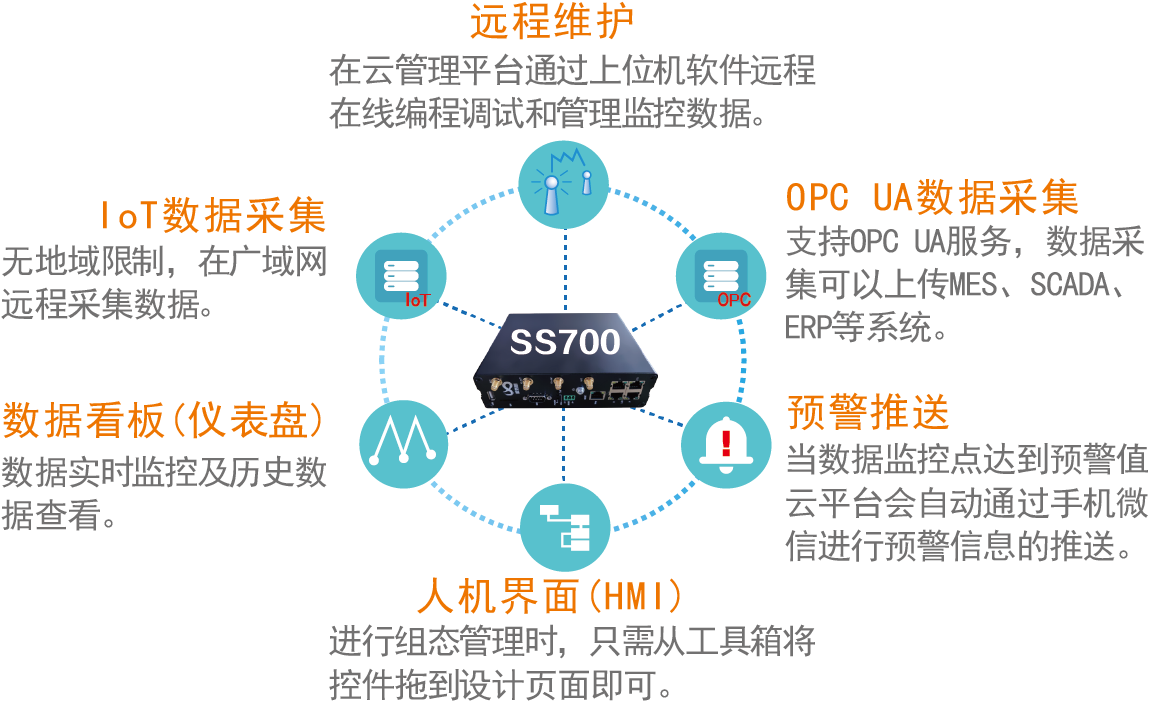 远程维护
在云管理平台通过上位机软件远程
在线编程调试和管理监控数据。
IoT数据采集
无地域限制，在广域网
远程采集数据。
IoT
OPC UA数据采集
支持OPC UA服务，数据采
集可以上传MES、SCADA、
ERP等系统。
OPC
SS700
数据看板(仪表盘)
数据实时监控及历史数
据查看。
预警推送
当数据监控点达到预警值
云平台会自动通过手机微
信进行预警信息的推送。
!
人机界面(HMI)
进行组态管理时，只需从工具箱将
控件拖到设计页面即可。